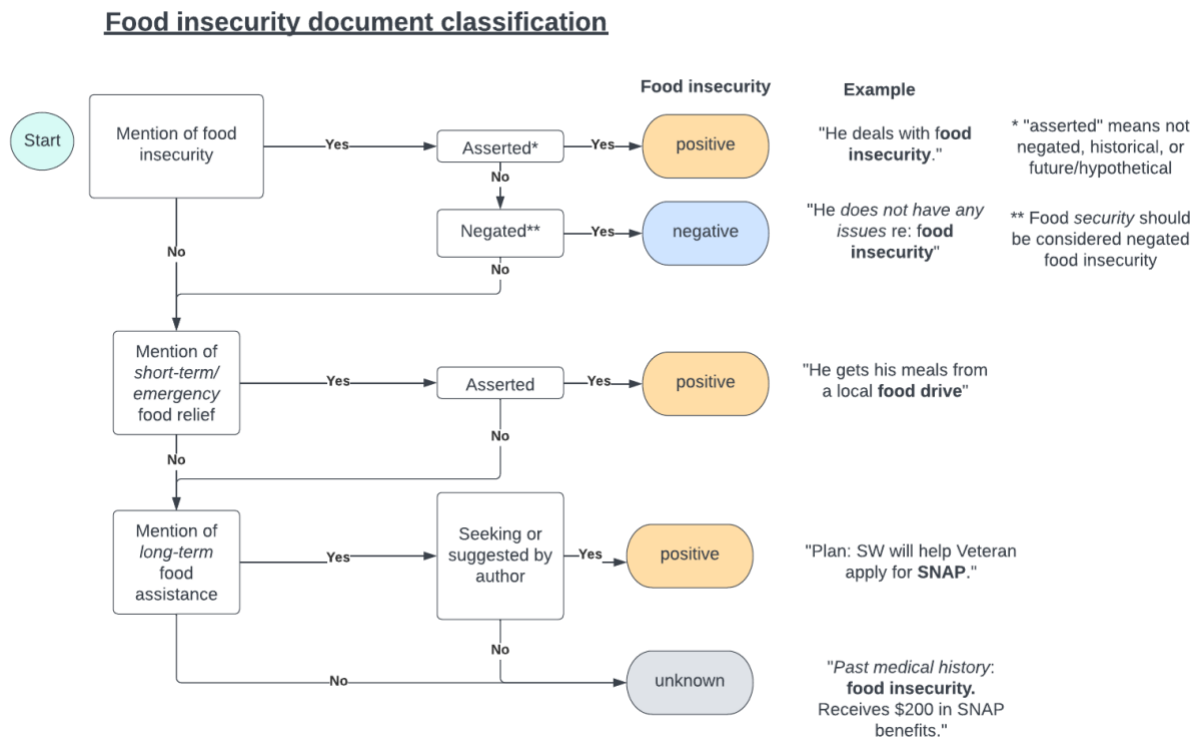 Food insecurity document classification
Food insecurity
Example
Start
Mention of food
insecurity
Yes
Asserted*
Yes
positive
"He deals with food
insecurity."
* "asserted" means not
negated, historical, or
future/hypothetical
No
Negated**
Yes
negative
"He does not have any
issues re: food
insecurity"
** Food security should
be considered negated
food insecurity
No
No
Mention of
short-term/
emergency
food relief
Yes
Asserted
Yes
positive
"He gets his meals from
a local food drive"
No
No
Mention of
long-term
food
assistance
Yes
Seeking or
suggested by
author
Yes
positive
"Plan: SW will help Veteran
apply for SNAP."
No
No
unknown
"Past medical history:
food insecurity.
Receives $200 in SNAP
benefits."